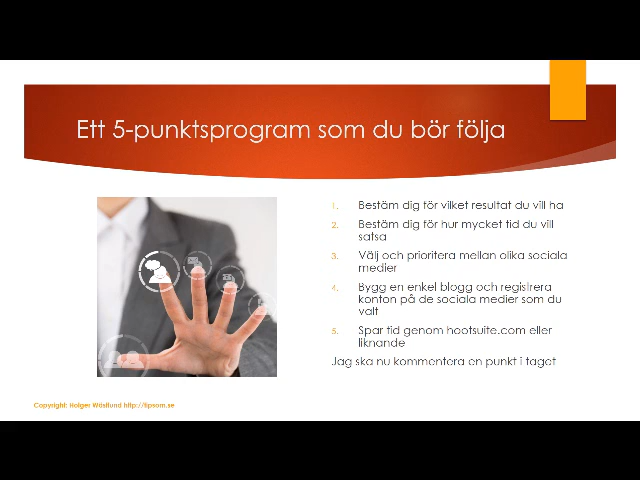 Ett 5-punktsprogram som du bör följa
1. Bestäm dig för vilket resultat du vill ha
2. Bestäm dig för hur mycket tid du vill
satsa
3. Välj och prioritera mellan olika sociala
medier
4. Bygg en enkel blogg och registrera
konton på de sociala medier som du
valt
5. Spar tid genom hootsuite.com eller
liknande
Jag ska nu kommentera en punkt i taget
Copyright: Holger Wästlund http://tipsom.se